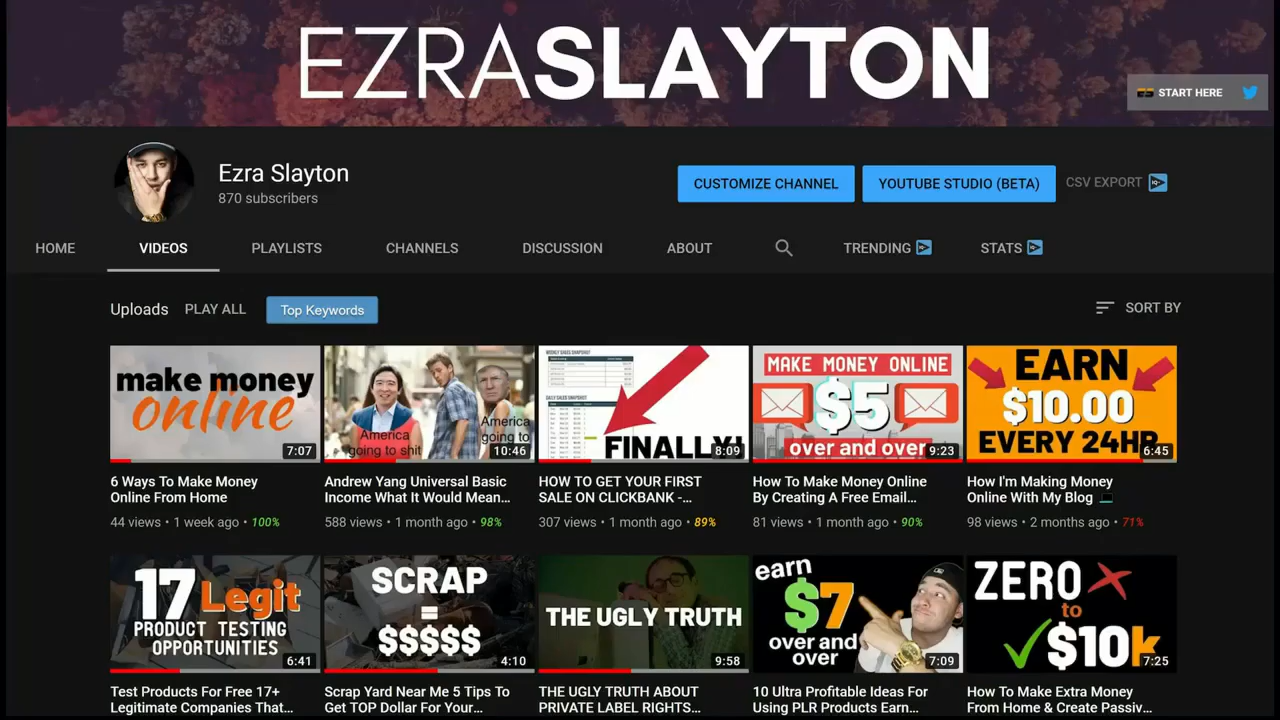 EZRASLAYTON
START HERE
Ezra Slayton
870 subscribers
CUSTOMIZE CHANNEL
YOUTUBE STUDIO (BETA)
CSV EXPORT
HOME
VIDEOS
PLAYLISTS
CHANNELS
DISCUSSION
ABOUT
TRENDING
STATS
Uploads
PLAY ALL
Top Keywords
SORT BY
make money
online
7:07
America
going to shit
America
going to
10:46
WEEKLY SALES SNAPSHOT
DAILY SALES SNAPSHOT
FINALLY!
8:09
MAKE MONEY ONLINE
$5
over and over
9:23
EARN
$10.00
EVERY 24HR
6:45
6 Ways To Make Money
Online From Home
44 views • 1 week ago • 100%
Andrew Yang Universal Basic
Income What It Would Mean...
588 views • 1 month ago • 98%
HOW TO GET YOUR FIRST
SALE ON CLICKBANK -...
307 views • 1 month ago • 89%
How To Make Money Online
By Creating A Free Email...
81 views • 1 month ago • 90%
How I'm Making Money
Online With My Blog
98 views • 2 months ago • 71%
17 Legit
PRODUCT TESTING
OPPORTUNITIES
6:41
SCRAP
=
$$$$$
4:10
THE UGLY TRUTH
9:58
earn
$7
over and
over
7:09
ZERO
to
$10k
7:25
Test Products For Free 17+
Legitimate Companies That...
Scrap Yard Near Me 5 Tips To
Get TOP Dollar For Your...
THE UGLY TRUTH ABOUT
PRIVATE LABEL RIGHTS...
10 Ultra Profitable Ideas For
Using PLR Products Earn...
How To Make Extra Money
From Home & Create Passiv...